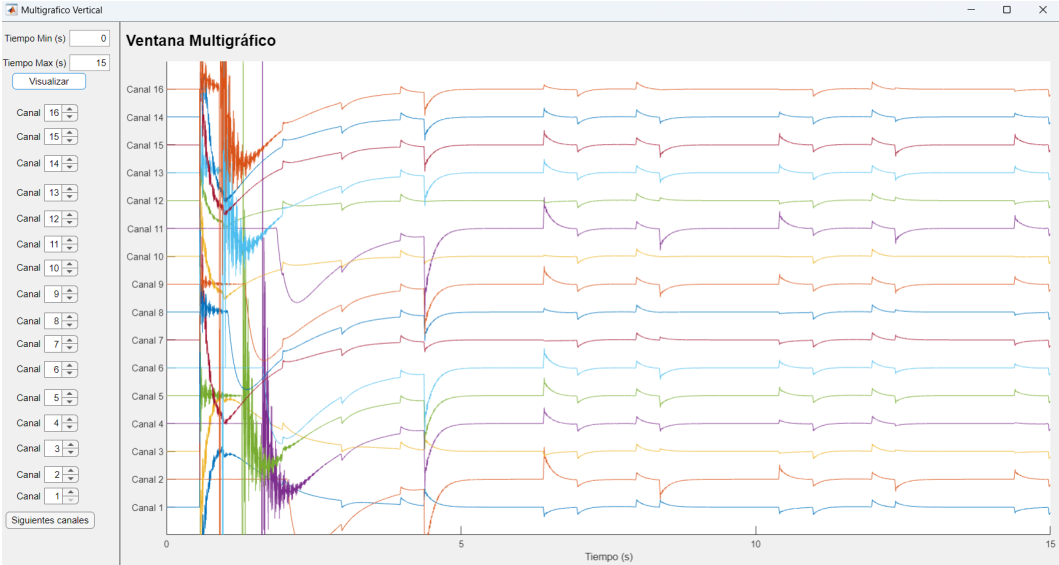 Multigrafico Vertical
Tiempo Min (s) 0
Tiempo Max (s) 15
Visualizar
Canal 16
Canal 15
Canal 14
Canal 13
Canal 12
Canal 11
Canal 10
Canal 9
Canal 8
Canal 7
Canal 6
Canal 5
Canal 4
Canal 3
Canal 2
Canal 1
Siguientes canales
Ventana Multigráfico
Canal 16
Canal 14
Canal 15
Canal 13
Canal 12
Canal 11
Canal 10
Canal 9
Canal 8
Canal 7
Canal 6
Canal 5
Canal 4
Canal 3
Canal 2
Canal 1
0 5 10 15
Tiempo (s)